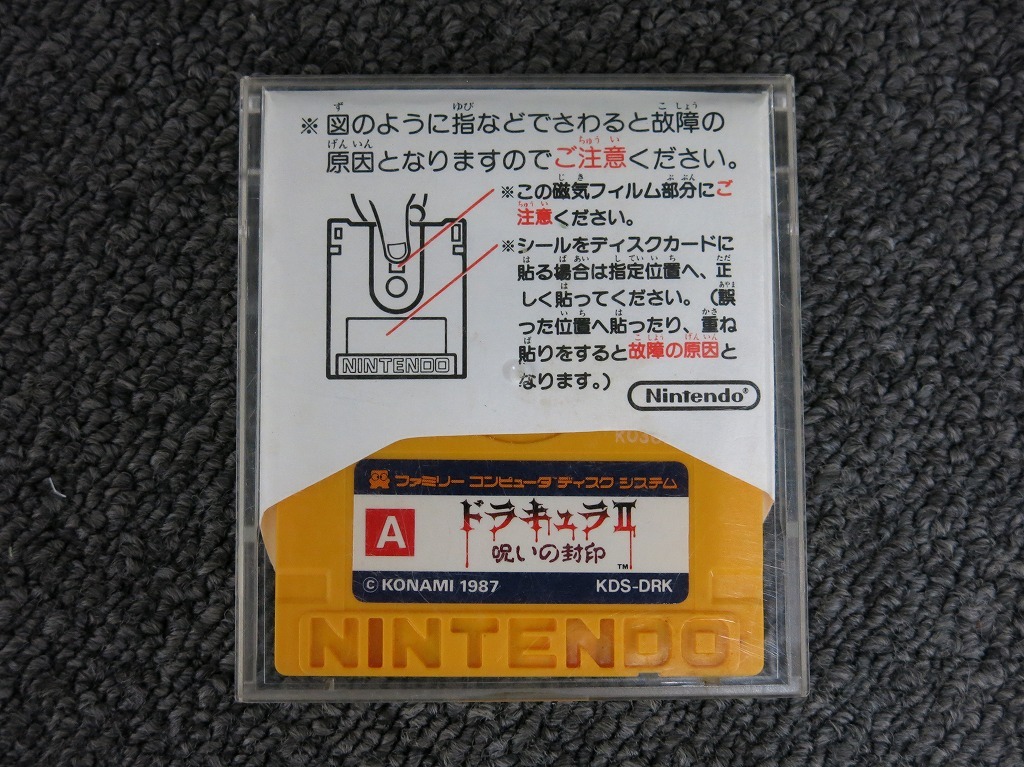 ※図のように指などでさわると故障の
原因となりますのでご注意ください。
※この磁気フィルム部分にご
注意ください。
※シールをディスクカードに
貼る場合は指定位置へ、正
しく貼ってください。(誤
った位置へ貼ったり、重ね
貼りをすると故障の原因と
なります。)
NINTENDO
Nintendo®
ファミリー コンピュータ™ ディスク システム
A
ドラキュラII
呪いの封印
™
© KONAMI 1987 KDS-DRK
NINTENDO